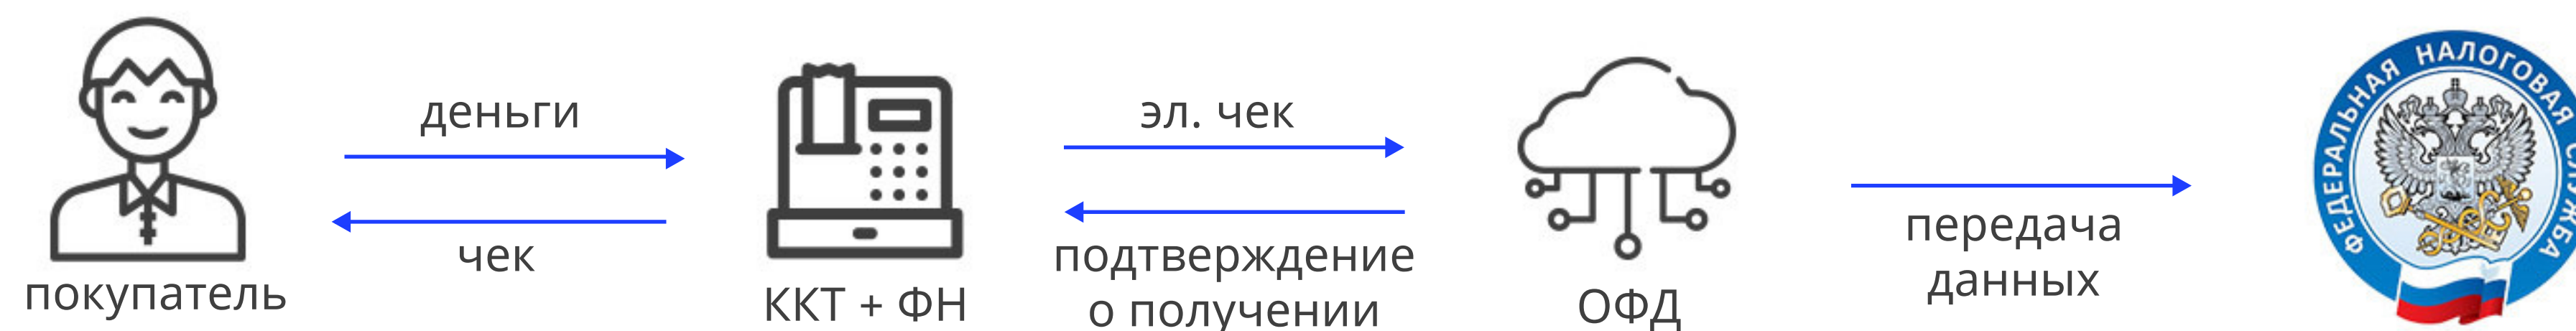 деньги
чек
покупатель
ККТ + ФН
эл. чек
подтверждение
о получении
ОФД
передача
данных
ФЕДЕРАЛЬНАЯ НАЛОГОВАЯ СЛУЖБА